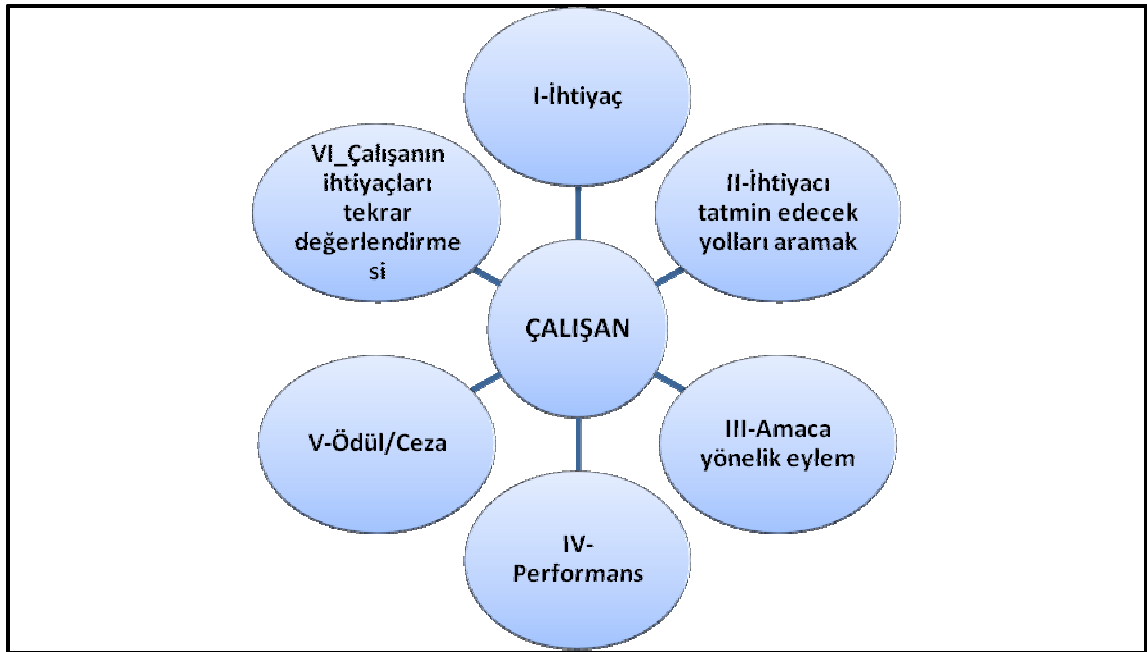 I-İhtiyaç
II-İhtiyacı
tatmin edecek
yolları aramak
III-Amaca
yönelik eylem
IV-
Performans
V-Ödül/Ceza
VI_Çalışanın
ihtiyaçları
tekrar
değerlendirme
si
ÇALIŞAN